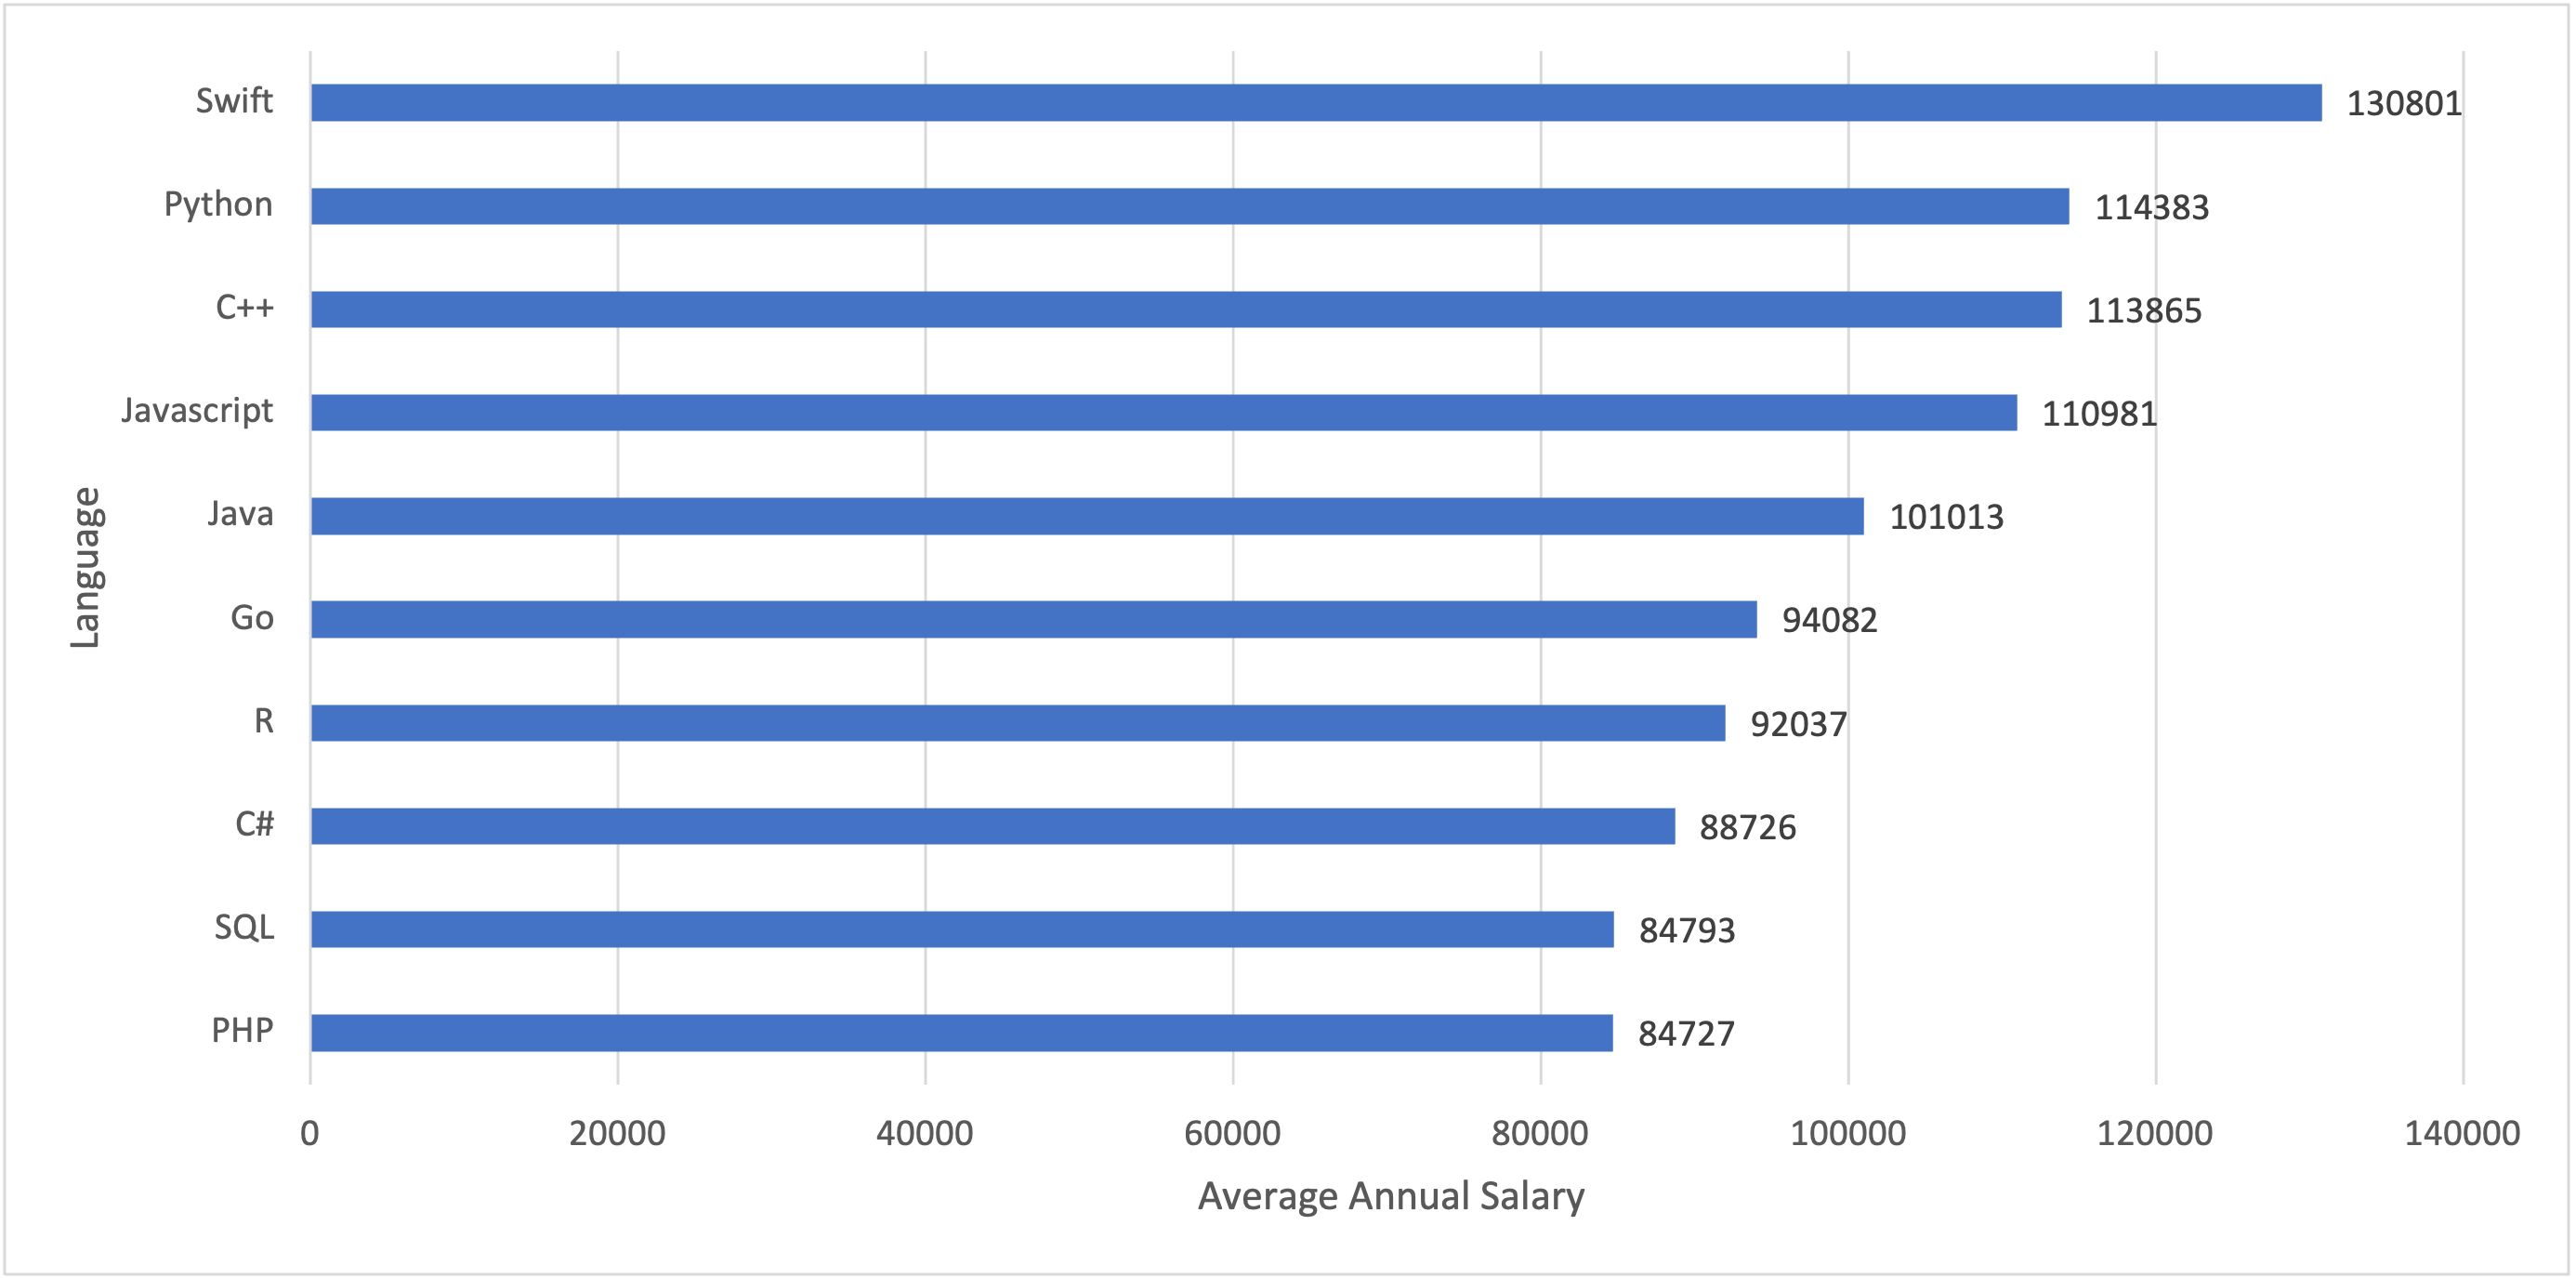 Swift 130801
Python 114383
C++ 113865
Javascript 110981
Java 101013
Go 94082
R 92037
C# 88726
SQL 84793
PHP 84727
Language
0 20000 40000 60000 80000 100000 120000 140000
Average Annual Salary